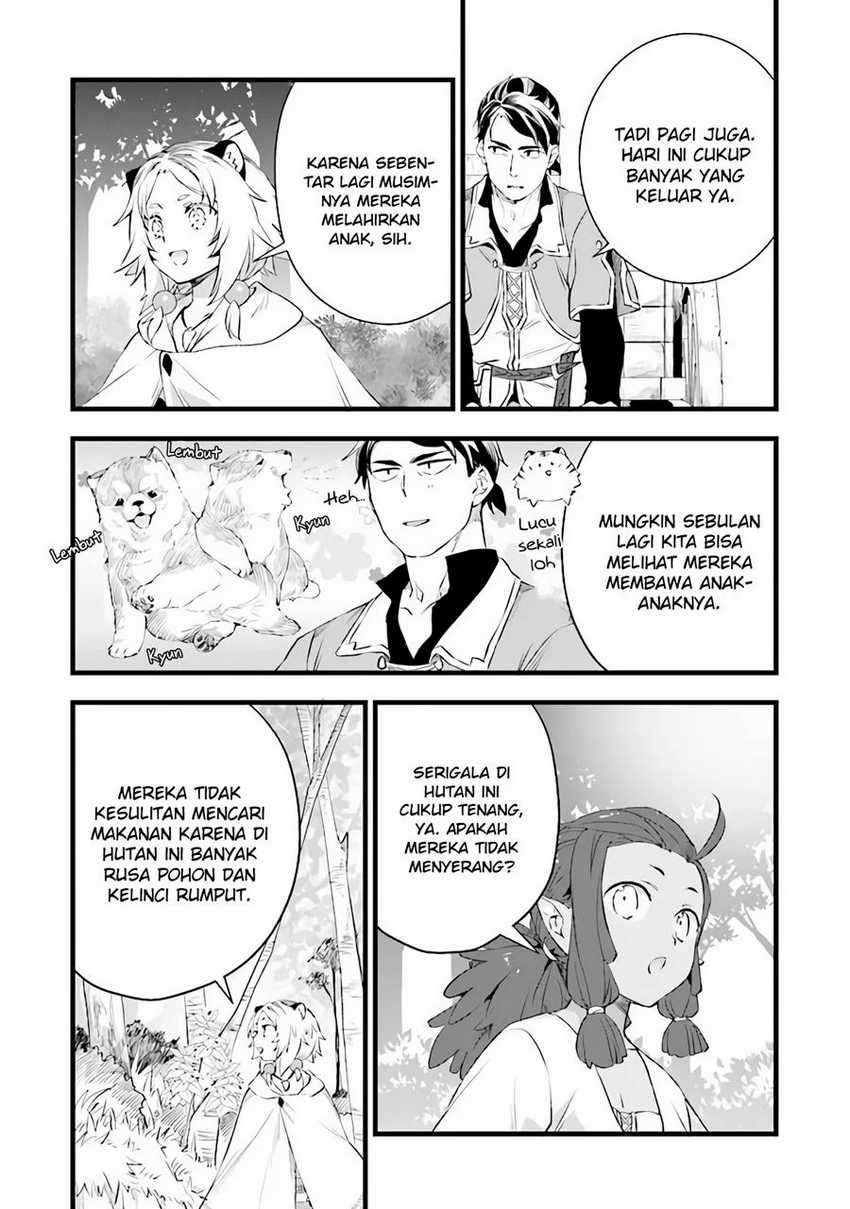 TADI PAGI JUGA.
HARI INI CUKUP
BANYAK YANG
KELUAR YA.
KARENA SEBEN-
TAR LAGI MUSIM-
NYA MEREKA
MELAHIRKAN
ANAK, SIH.
MUNGKIN SEBULAN
LAGI KITA BISA
MELIHAT MEREKA
MEMBAWA ANAK-
ANAKNYA.
Lucu
sekali
loh
Heh...
Lembut
Kyun
Lembut
Kyun
SERIGALA DI
HUTAN INI
CUKUP TENANG,
YA. APAKAH
MEREKA TIDAK
MENYERANG?
MEREKA TIDAK
KESULITAN MENCARI
MAKANAN KARENA DI
HUTAN INI BANYAK
RUSA POHON DAN
KELINCI RUMPUT.